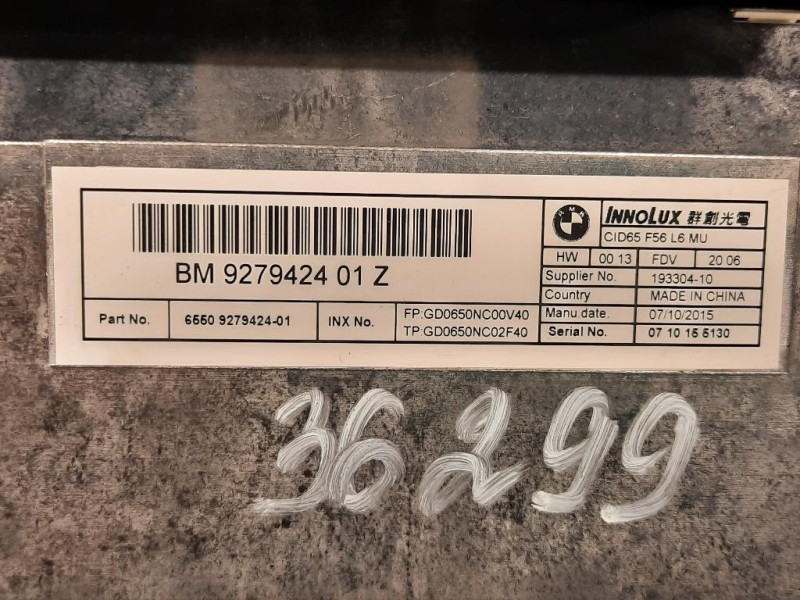 BM 9279424 01 Z
BMW
INNOLUX 群創光電
CID65 F56 L6 MU
HW 00 13 FDV 20 06
Supplier No. 193304-10
Country MADE IN CHINA
Manu date. 07/10/2015
Serial No. 07 10 15 5130
Part No. 6550 9279424-01 INX No. FP:GD0650NC00V40
TP:GD0650NC02F40
36299